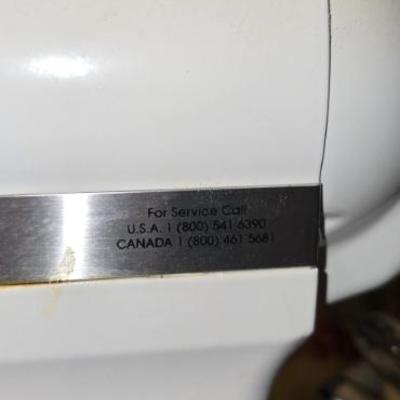 For Service Call
U.S.A. 1 (800) 541 6390
CANADA 1 (800) 461 5681